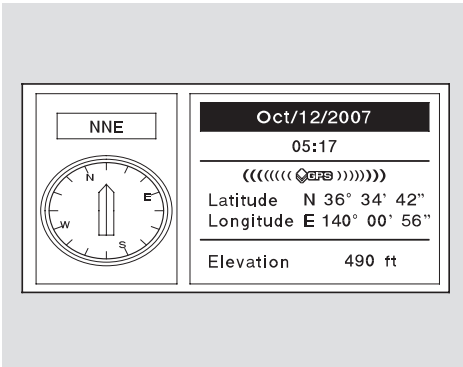 NNE
N
E
W
S
Oct/12/2007
05:17
(((((((( GPS ))))))))
Latitude N 36° 34’ 42”
Longitude E 140° 00’ 56”
Elevation 490 ft